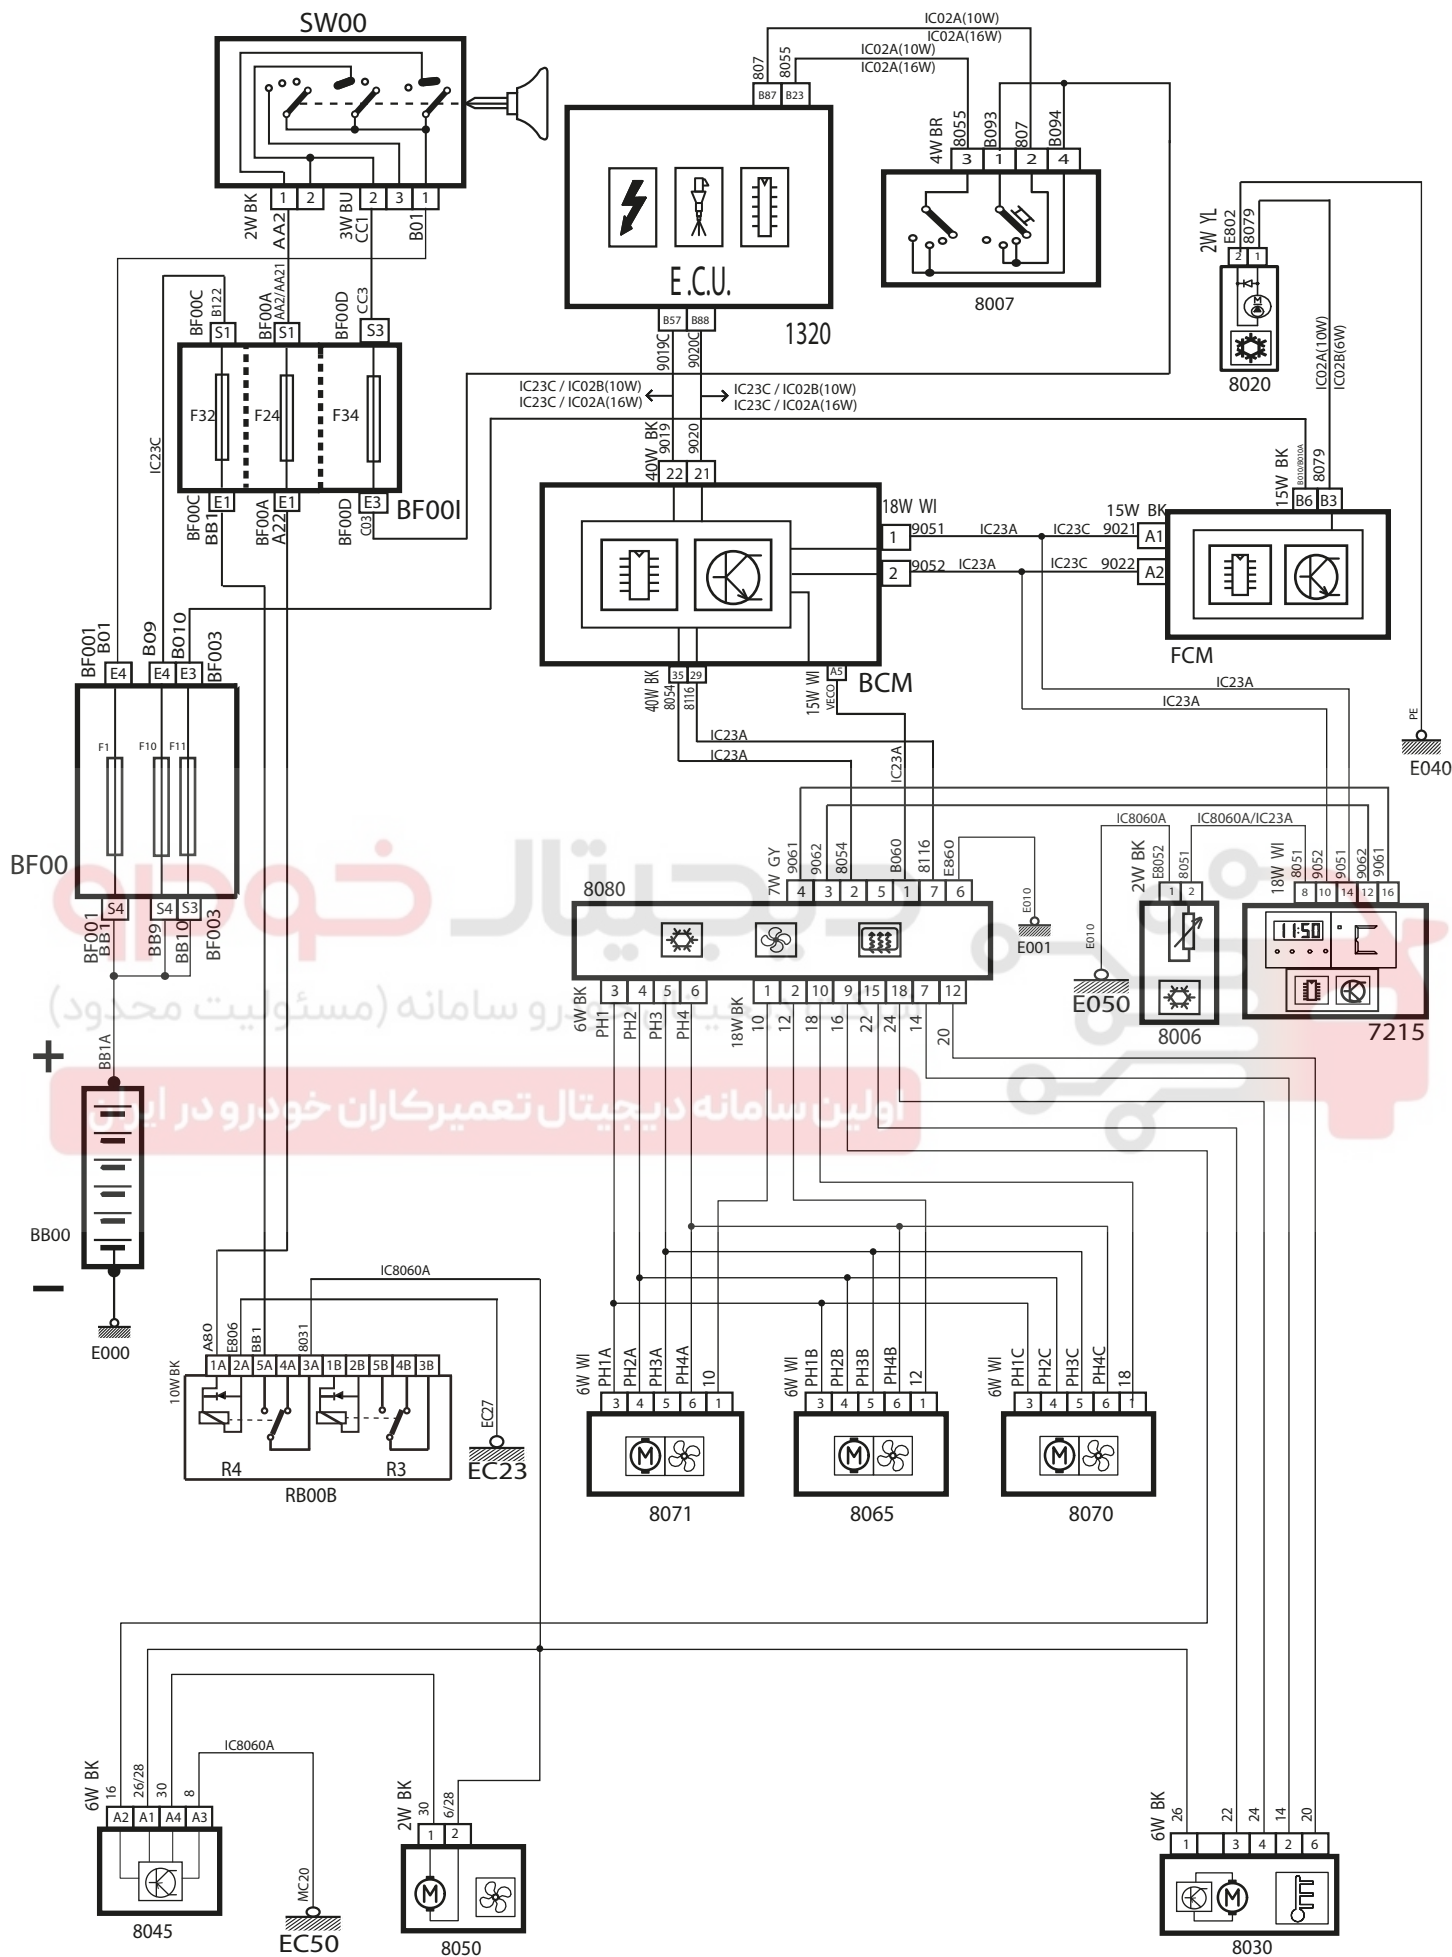 SW00
IC02A(10W)
IC02A(16W)
IC02A(10W)
IC02A(16W)
807
8055
B87
B23
4W BR
8055
B093
807
B094
3
1
2
4
8007
E.C.U.
1320
B57
B88
9019C
9020C
IC23C / IC02B(10W)
IC23C / IC02A(16W)
IC23C / IC02B(10W)
IC23C / IC02A(16W)
2W YL
E802
8079
2
1
M
8020
IC02A(10W)
IC02B(6W)
1
2
2
3
1
2W BK
AA2
3W BU
CC1
B01
BF00C
B122
BF00A
AA2/AA21
BF00D
CC3
S1
S1
S3
F32
F24
F34
IC23C
E1
E1
E3
BF00I
BF00C
BB1
BF00A
A22
BF00D
C03
40W BK
9019
9020
22
21
18W WI
1
9051
IC23A
IC23C
9021
15W BK
A1
2
9052
IC23A
IC23C
9022
A2
15W BK
B010/B010A
8079
B6
B3
FCM
IC23A
IC23A
BCM
35
29
A5
40W BK
8054
8116
15W WI
VECO
IC23A
IC23A
IC23A
PE
E040
BF001
B01
B09
B010
BF003
E4
E4
E3
F1
F10
F11
BF00
S4
S4
S3
BF001
BB1
BB9
BB10
BF003
دیجیتال خودرو
شرکت دیجیتال خودرو سامانه (مسئولیت محدود)
اولین سامانه دیجیتال تعمیرکاران خودرو در ایران
7W GY
9061
9062
8054
B060
8116
E860
4
3
2
5
1
7
6
8080
E010
E001
IC8060A
IC8060A/IC23A
2W BK
E8052
8051
1
2
E010
E050
8006
18W WI
8051
9052
9051
9062
9061
8
10
14
12
16
11:50
7215
3
4
5
6
1
2
10
9
15
18
7
12
6W BK
PH1
PH2
PH3
PH4
18W BK
10
12
18
16
22
24
14
20
+
BB1A
BB00
−
E000
IC8060A
10W BK
A80
E806
BB1
8031
1A
2A
5A
4A
3A
1B
2B
5B
4B
3B
R4
R3
RB00B
EC27
EC23
6W WI
PH1A
PH2A
PH3A
PH4A
10
3
4
5
6
1
M
8071
6W WI
PH1B
PH2B
PH3B
PH4B
12
3
4
5
6
1
M
8065
6W WI
PH1C
PH2C
PH3C
PH4C
18
3
4
5
6
1
M
8070
6W BK
16
26/28
30
8
A2
A1
A4
A3
8045
IC8060A
MC20
EC50
2W BK
30
6/28
1
2
M
8050
6W BK
26
22
24
14
20
1
3
4
2
6
M
8030